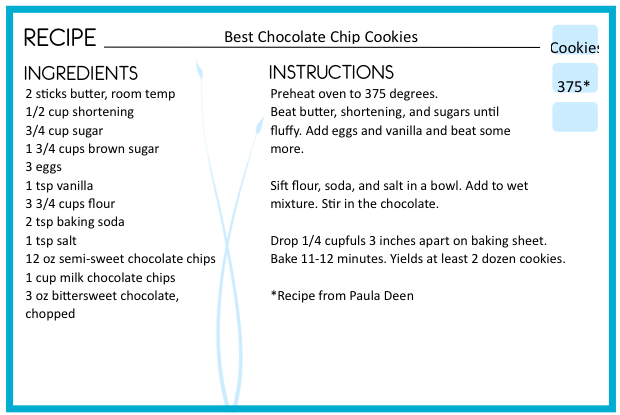 RECIPE Best Chocolate Chip Cookies
Cookies
375*
INGREDIENTS
2 sticks butter, room temp
1/2 cup shortening
3/4 cup sugar
1 3/4 cups brown sugar
3 eggs
1 tsp vanilla
3 3/4 cups flour
2 tsp baking soda
1 tsp salt
12 oz semi-sweet chocolate chips
1 cup milk chocolate chips
3 oz bittersweet chocolate,
chopped
INSTRUCTIONS
Preheat oven to 375 degrees.
Beat butter, shortening, and sugars until
fluffy. Add eggs and vanilla and beat some
more.
Sift flour, soda, and salt in a bowl. Add to wet
mixture. Stir in the chocolate.
Drop 1/4 cupfuls 3 inches apart on baking sheet.
Bake 11-12 minutes. Yields at least 2 dozen cookies.
*Recipe from Paula Deen